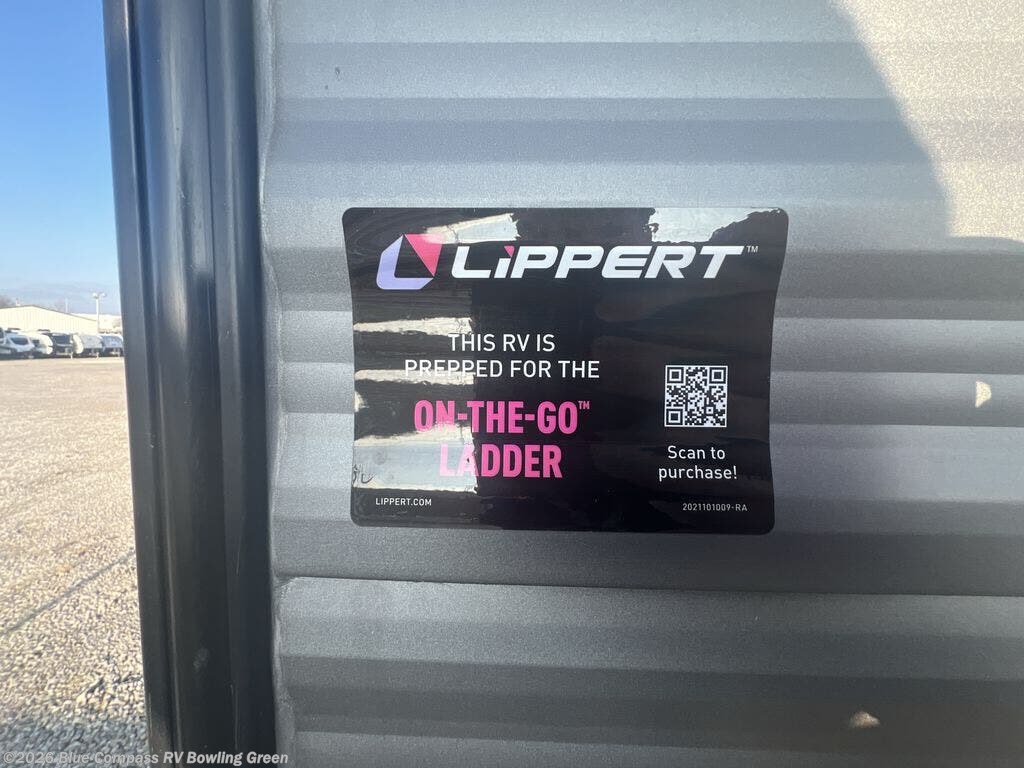 LiPPERT™
THIS RV IS
PREPPED FOR THE
ON-THE-GO™
LADDER
Scan to
purchase!
LIPPERT.COM
2021101009-RA
©2026 Blue Compass RV Bowling Green